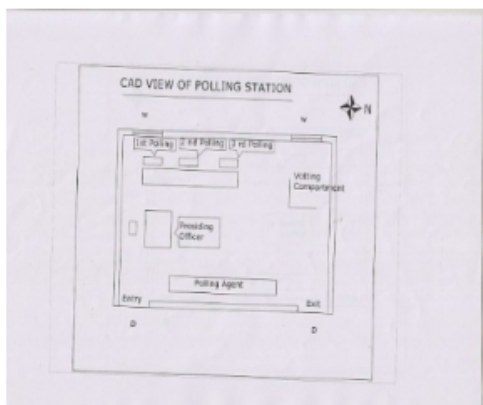 CAD VIEW OF POLLING STATION
N
W W
1st Polling 2 nd Polling 3 rd Polling
Votting
Compartment
Presiding
Officer
Polling Agent
Entry Exit
D D